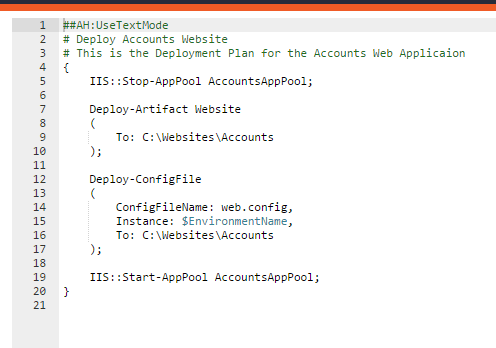 1 ##AH:UseTextMode
2 # Deploy Accounts Website
3 # This is the Deployment Plan for the Accounts Web Applicaion
4 {
5 IIS::Stop-AppPool AccountsAppPool;
6
7 Deploy-Artifact Website
8 (
9 To: C:\Websites\Accounts
10 );
11
12 Deploy-ConfigFile
13 (
14 ConfigFileName: web.config,
15 Instance: $EnvironmentName,
16 To: C:\Websites\Accounts
17 );
18
19 IIS::Start-AppPool AccountsAppPool;
20 }
21